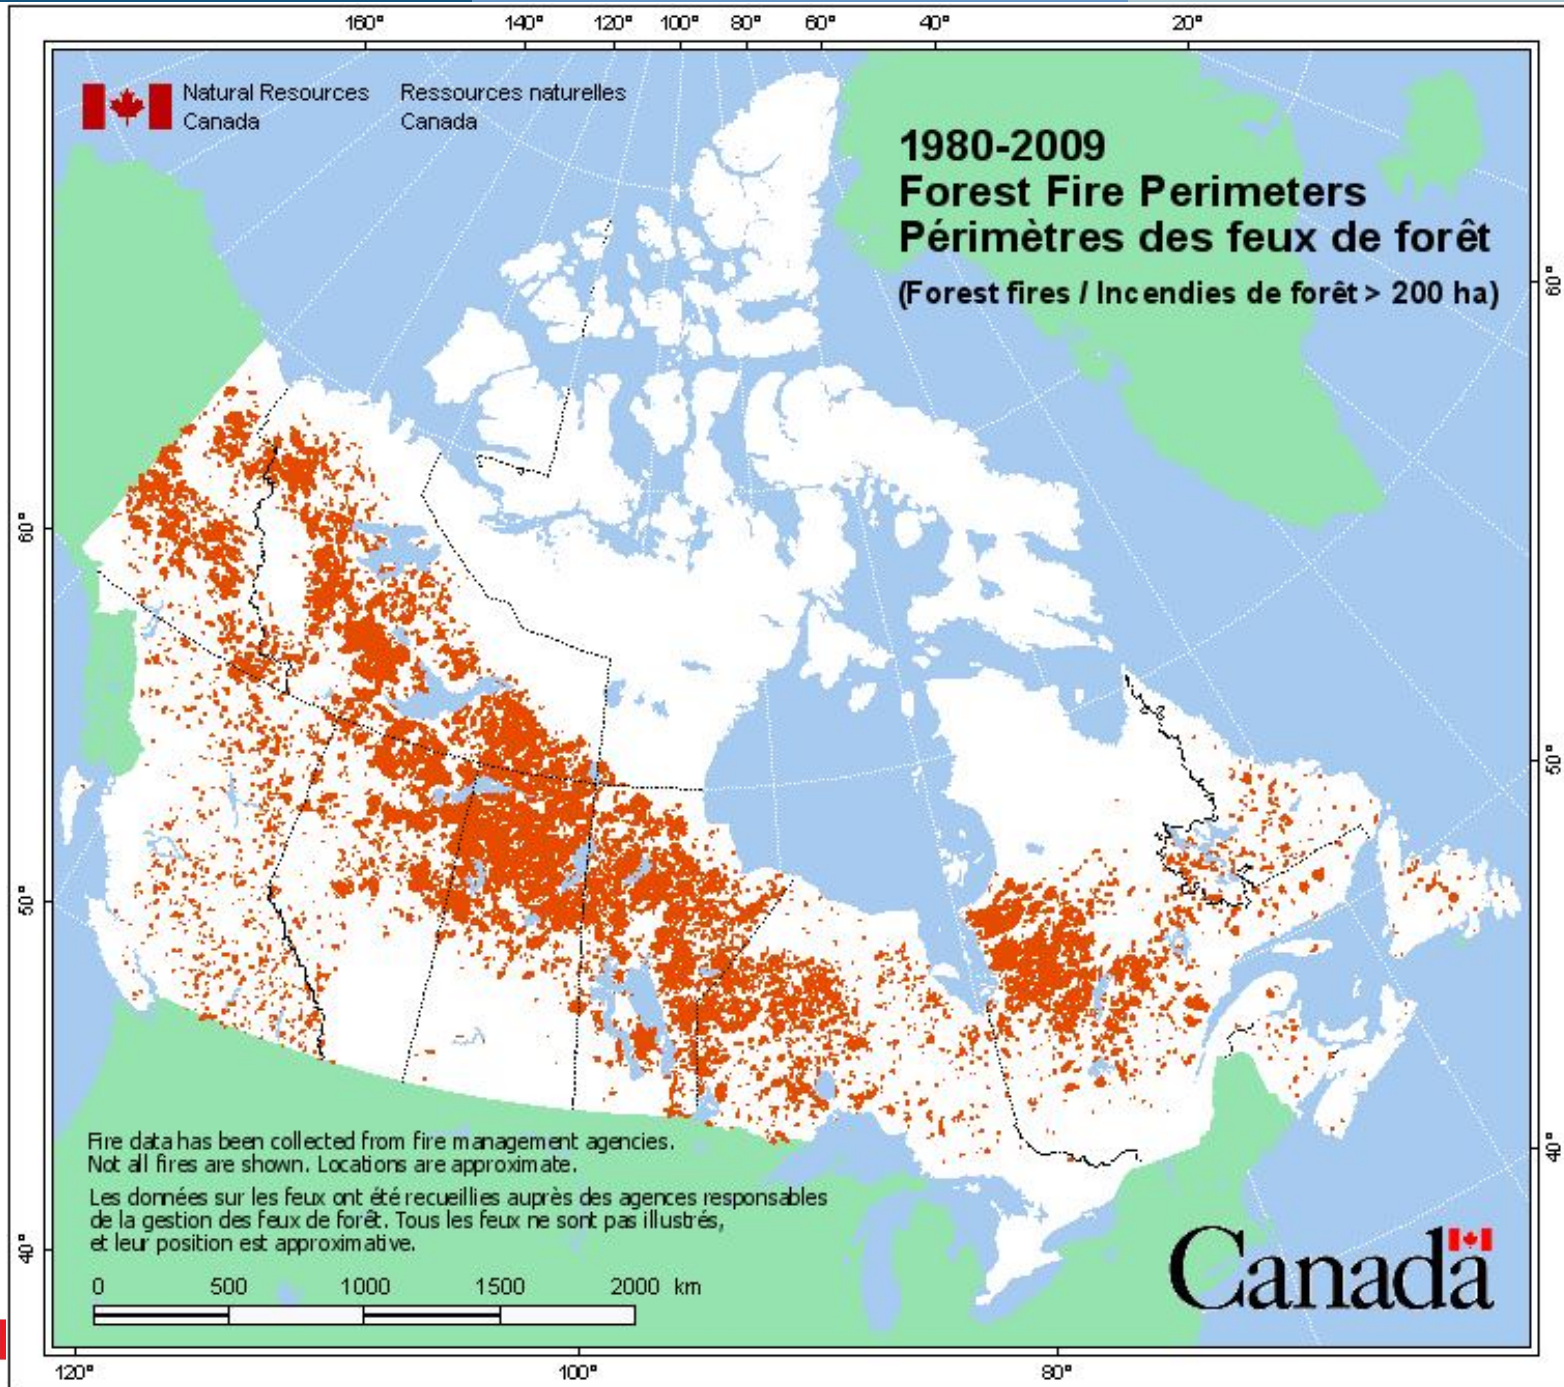 160° 140° 120° 100° 80° 60° 40° 20°
Natural Resources Ressources naturelles
Canada Canada
1980-2009
Forest Fire Perimeters
Périmètres des feux de forêt
(Forest fires / Incendies de forêt > 200 ha)
60°
60°
50°
50°
40°
40°
Fire data has been collected from fire management agencies.
Not all fires are shown. Locations are approximate.
Les données sur les feux ont été recueillies auprès des agences responsables
de la gestion des feux de forêt. Tous les feux ne sont pas illustrés,
et leur position est approximative.
0 500 1000 1500 2000 km
Canada
120° 100° 80°